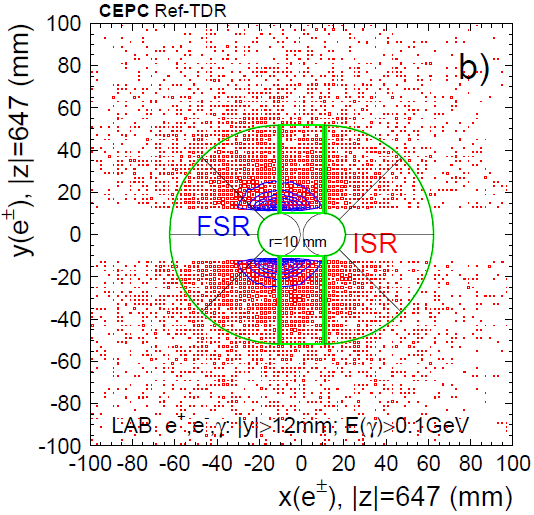 CEPC Ref-TDR
b)
y(e±), |z|=647 (mm)
100
80
60
40
20
0
-20
-40
-60
-80
-100
FSR
r=10 mm
ISR
LAB e+,e-,γ: |y|>12mm; E(γ)>0.1GeV
-100 -80 -60 -40 -20 0 20 40 60 80 100
x(e±), |z|=647 (mm)